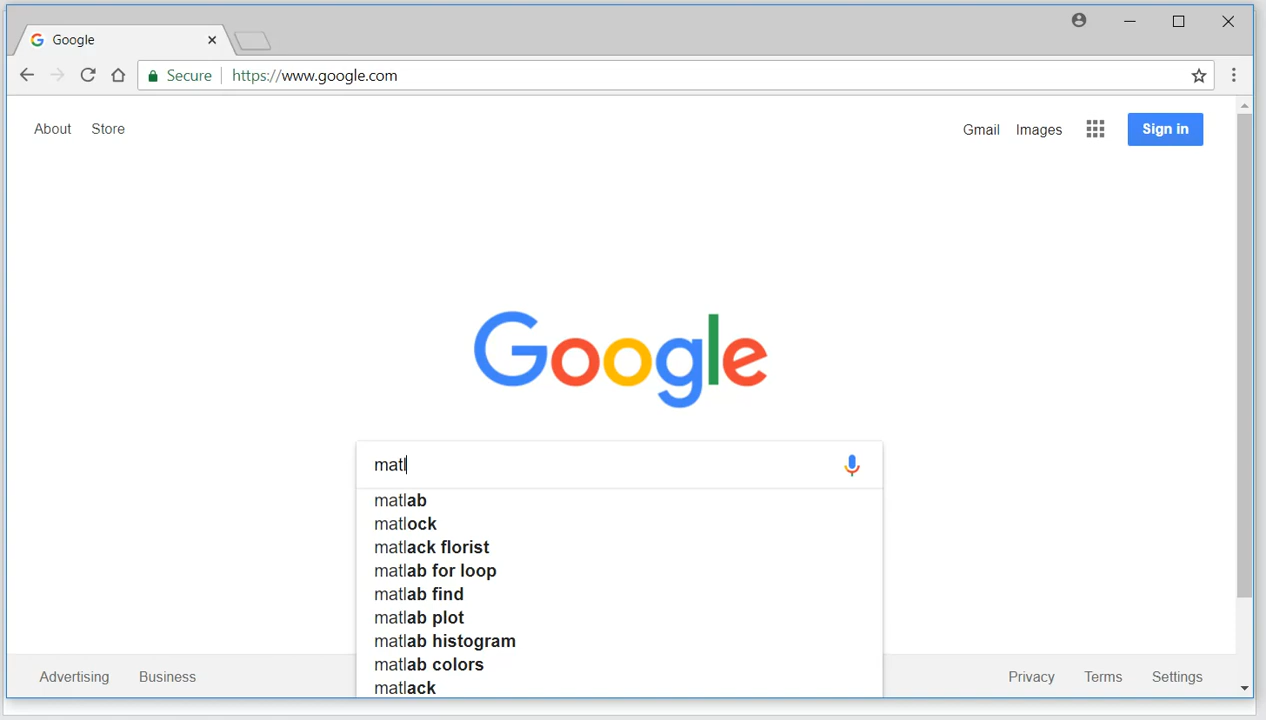 Google
Secure https://www.google.com
About Store Gmail Images Sign in
Google
matl
matlab
matlock
matlack florist
matlab for loop
matlab find
matlab plot
matlab histogram
matlab colors
matlack
Advertising Business Privacy Terms Settings